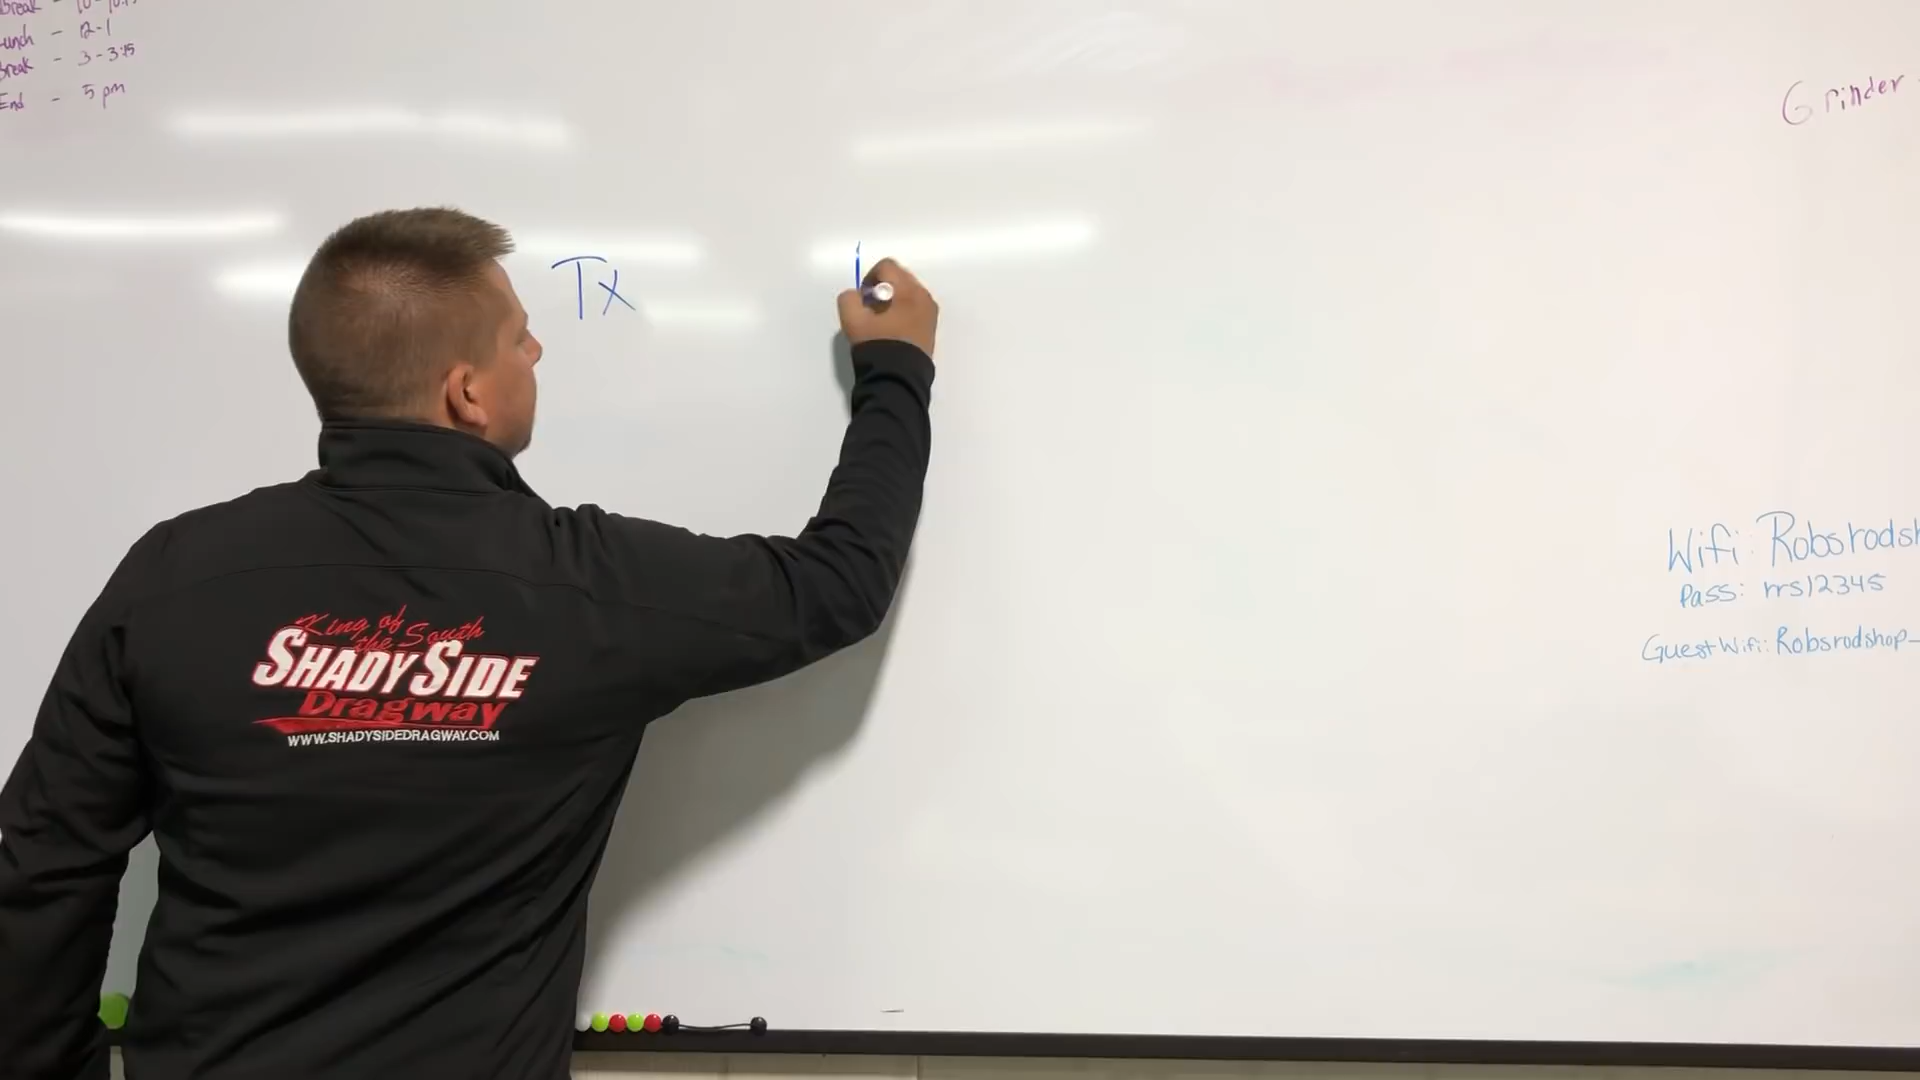 Break - 10-10:15
Lunch - 12-1
Break - 3-3:15
End - 5 pm
Grinder
Tx
King of
the South
SHADY SIDE
Dragway
WWW.SHADYSIDEDRAGWAY.COM
Wifi: Robsrodsh
Pass: rrs12345
Guest Wifi: Robsrodshop_